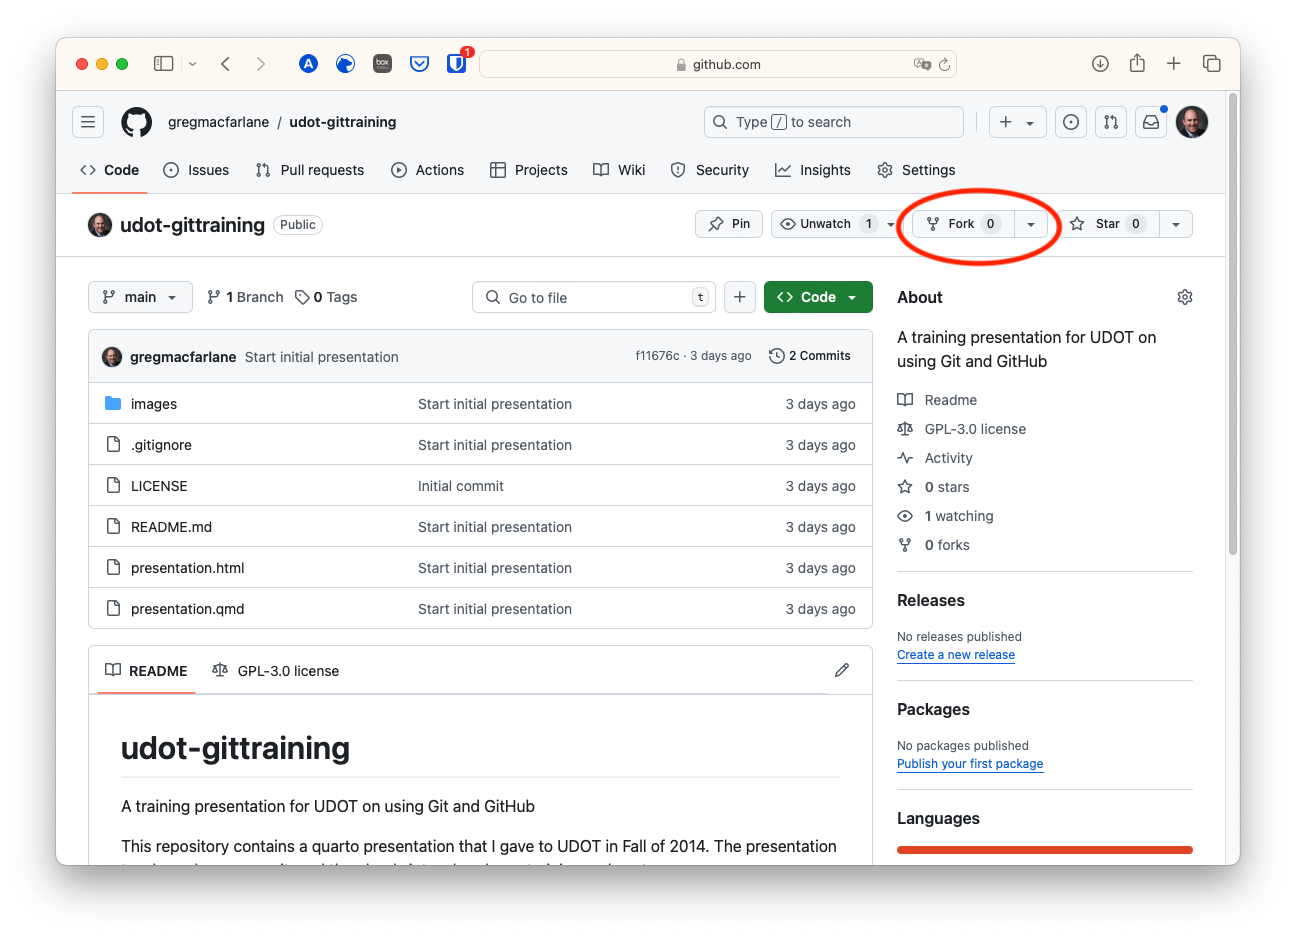 1
A
box
github.com
gregmacfarlane / udot-gittraining
Type / to search
Code
Issues
Pull requests
Actions
Projects
Wiki
Security
Insights
Settings
udot-gittraining Public
Pin
Unwatch 1
Fork 0
Star 0
main
1 Branch
0 Tags
Go to file t
Code
gregmacfarlane Start initial presentation f11676c · 3 days ago 2 Commits
images Start initial presentation 3 days ago
.gitignore Start initial presentation 3 days ago
LICENSE Initial commit 3 days ago
README.md Start initial presentation 3 days ago
presentation.html Start initial presentation 3 days ago
presentation.qmd Start initial presentation 3 days ago
README
GPL-3.0 license
udot-gittraining
A training presentation for UDOT on using Git and GitHub
This repository contains a quarto presentation that I gave to UDOT in Fall of 2014. The presentation
About
A training presentation for UDOT on
using Git and GitHub
Readme
GPL-3.0 license
Activity
0 stars
1 watching
0 forks
Releases
No releases published
Create a new release
Packages
No packages published
Publish your first package
Languages